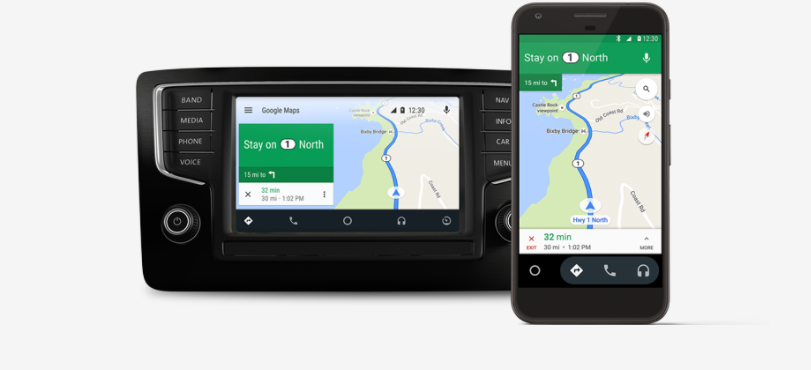 BAND
MEDIA
PHONE
VOICE
Google Maps
12:30
Stay on 1 North
15 mi to
32 min
30 mi · 1:02 PM
Bixby Bridge
1
Old Coast Rd
Coast Rd
NAV
INFO
CAR
MENU
12:30
Stay on 1 North
15 mi to
Castle Rock
viewpoint
1
Old Coast Rd
Bixby Bridge
1
Coast Rd
Hwy 1 North
32 min
30 mi · 1:02 PM
EXIT
MORE